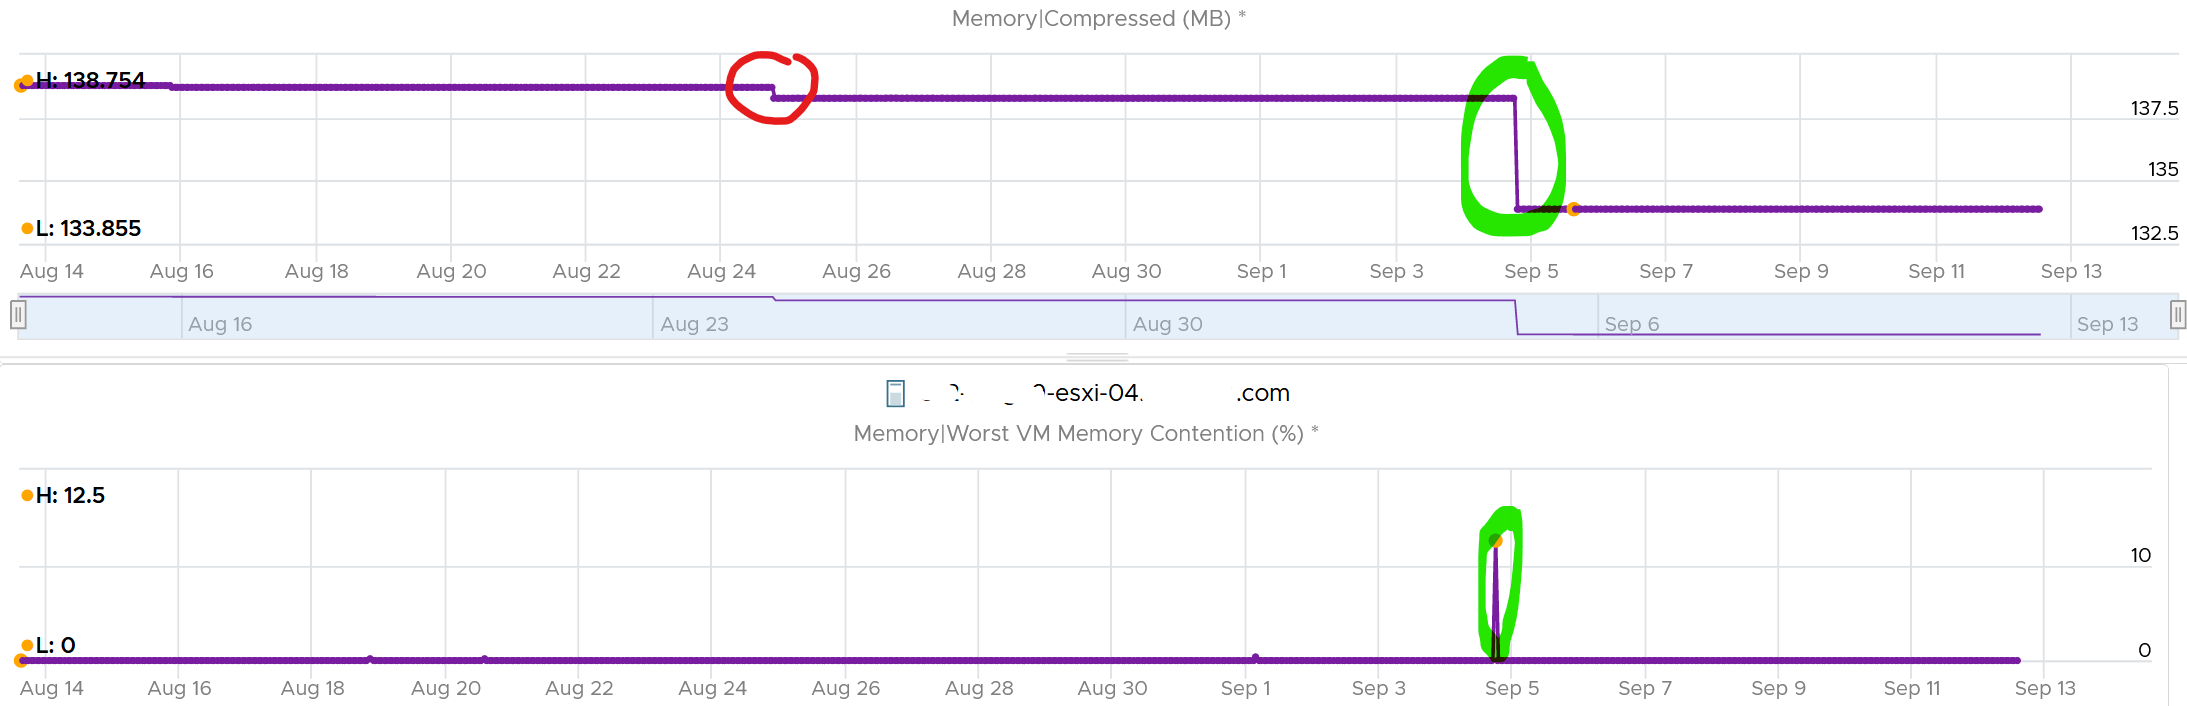 Memory|Compressed (MB) *
H: 138.754
137.5
135
L: 133.855
132.5
Aug 14 Aug 16 Aug 18 Aug 20 Aug 22 Aug 24 Aug 26 Aug 28 Aug 30 Sep 1 Sep 3 Sep 5 Sep 7 Sep 9 Sep 11 Sep 13
Aug 16 Aug 23 Aug 30 Sep 6 Sep 13
-esxi-04. .com
Memory|Worst VM Memory Contention (%) *
H: 12.5
10
L: 0
0
Aug 14 Aug 16 Aug 18 Aug 20 Aug 22 Aug 24 Aug 26 Aug 28 Aug 30 Sep 1 Sep 3 Sep 5 Sep 7 Sep 9 Sep 11 Sep 13